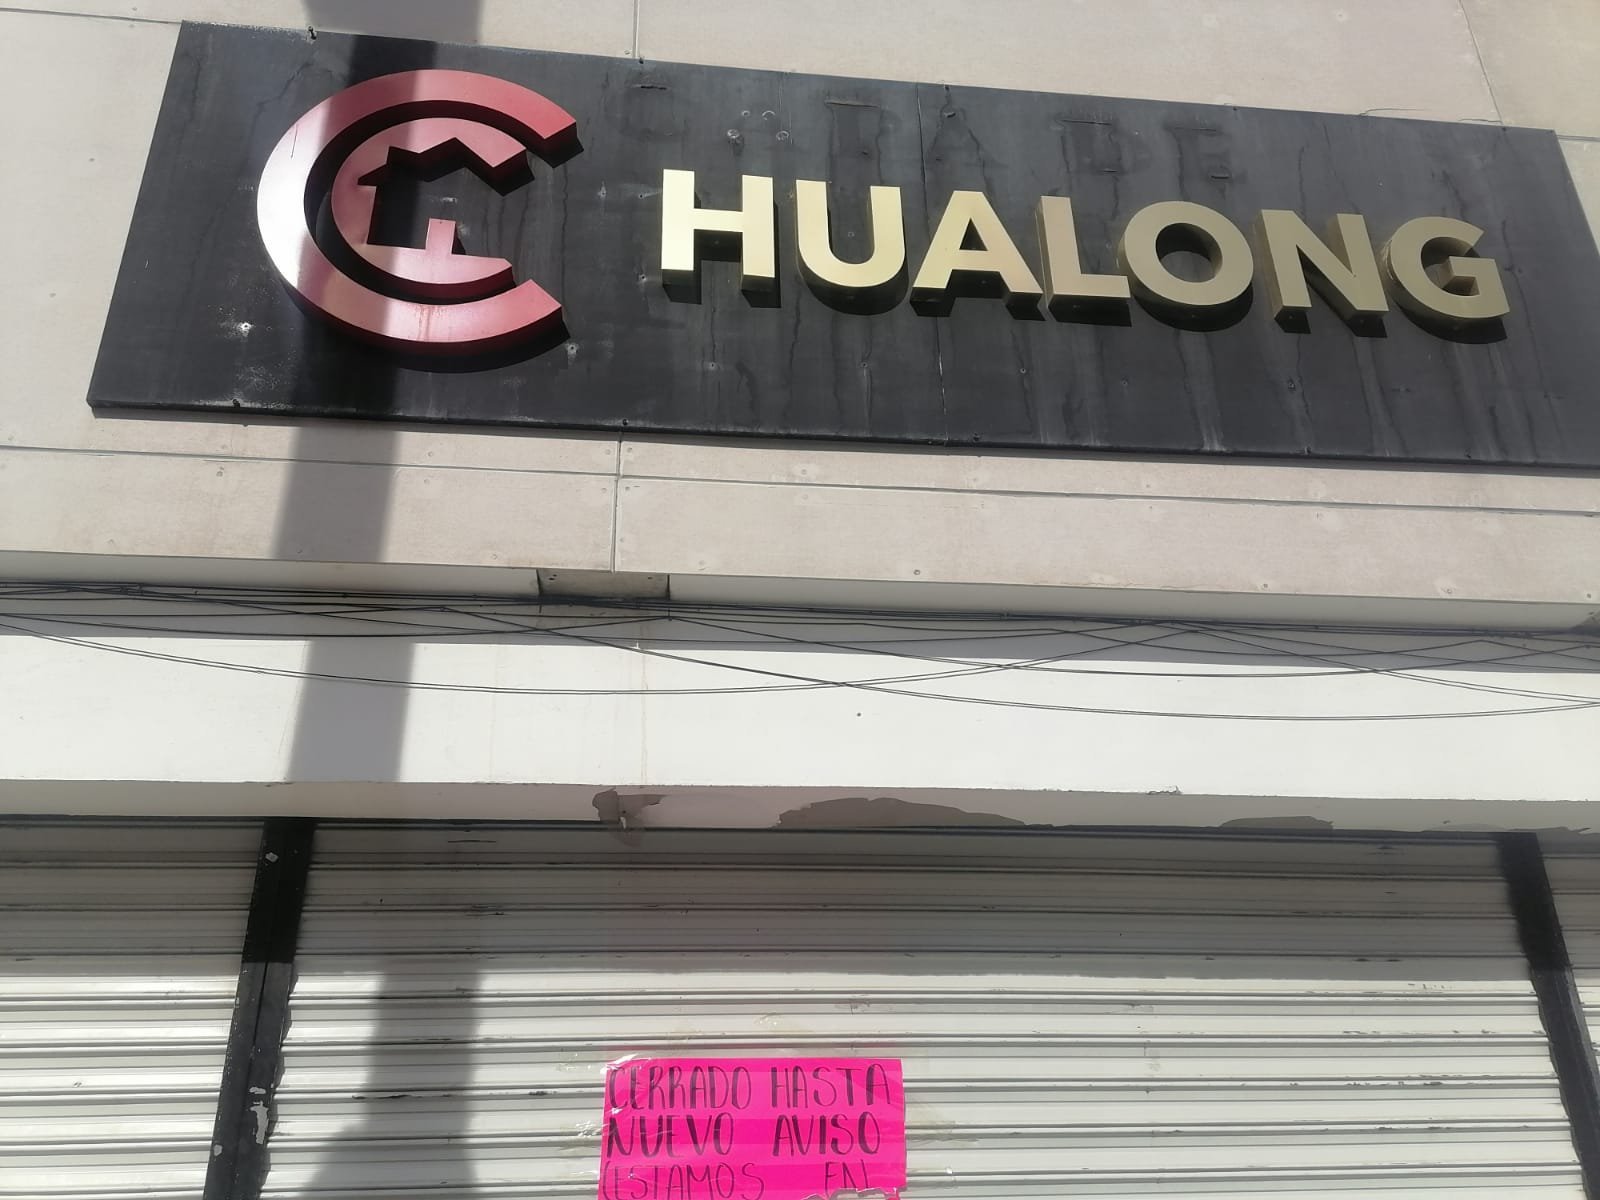 HUALONG
CERRADO HASTA
NUEVO AVISO
(ESTAMOS EN